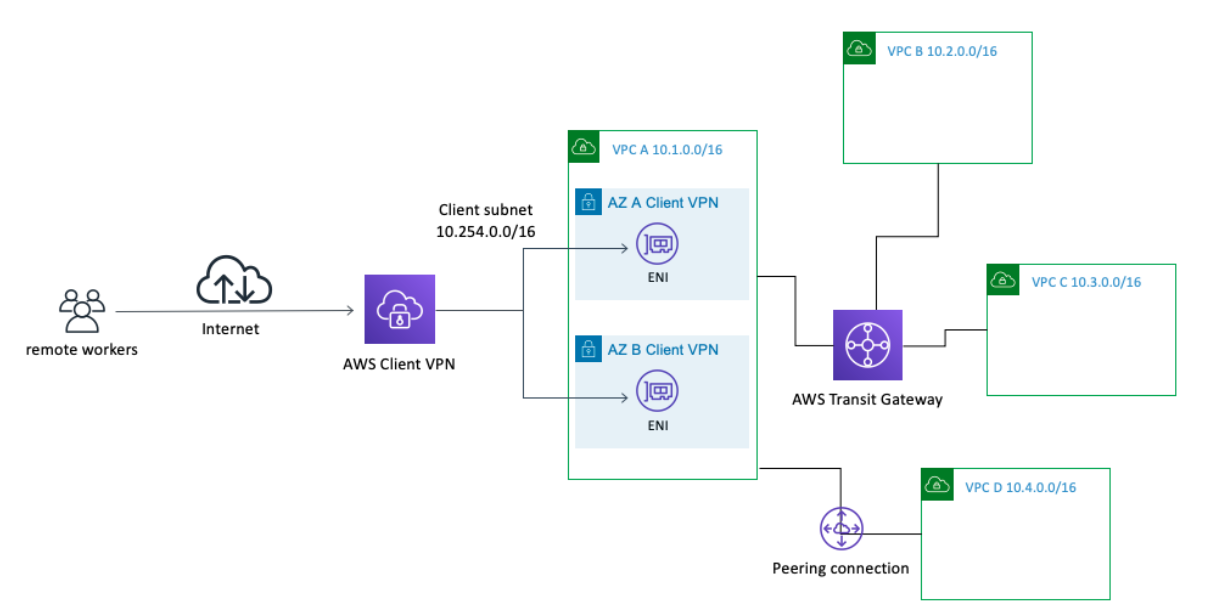 VPC B 10.2.0.0/16
VPC A 10.1.0.0/16
AZ A Client VPN
Client subnet
10.254.0.0/16
ENI
VPC C 10.3.0.0/16
Internet
remote workers
AZ B Client VPN
AWS Client VPN
AWS Transit Gateway
ENI
VPC D 10.4.0.0/16
Peering connection